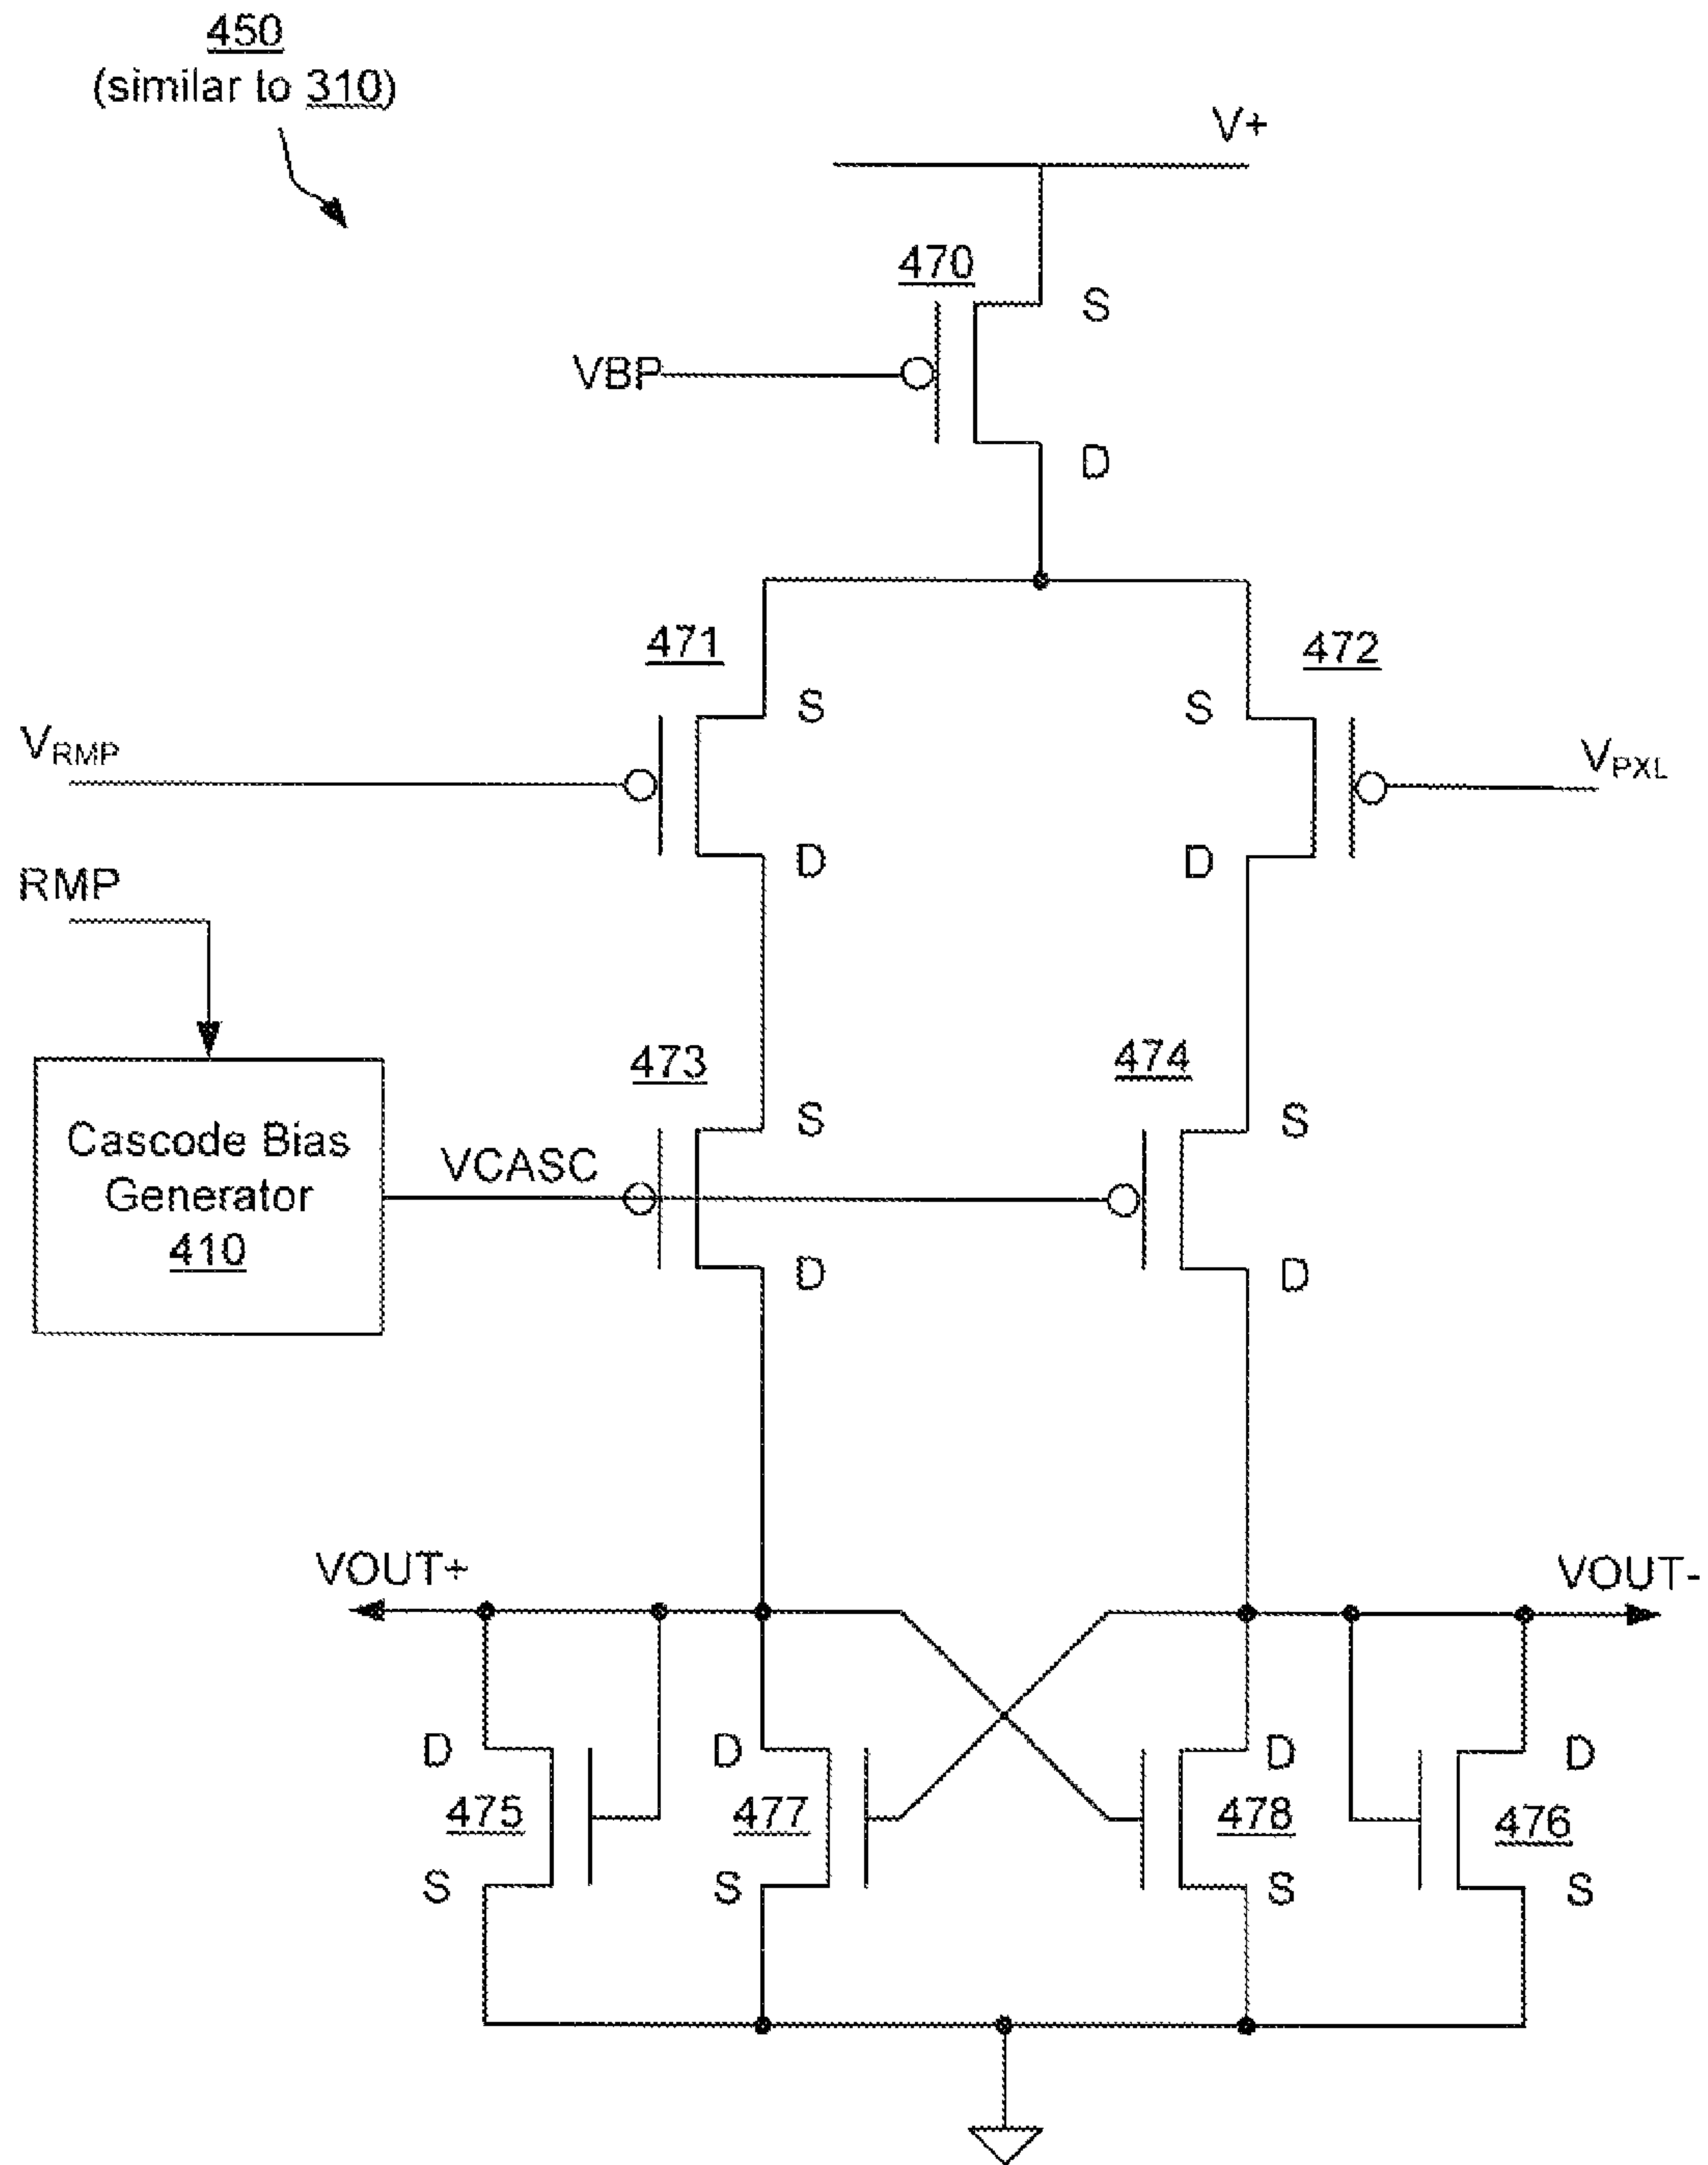 450
(similar to 310)
V+
470
S
VBP
D
471
472
S
S
VRMP
VPXL
D
D
RMP
473
474
S
S
Cascode Bias
Generator
410
VCASC
D
D
VOUT+
VOUT-
D
D
D
D
475
477
478
476
S
S
S
S